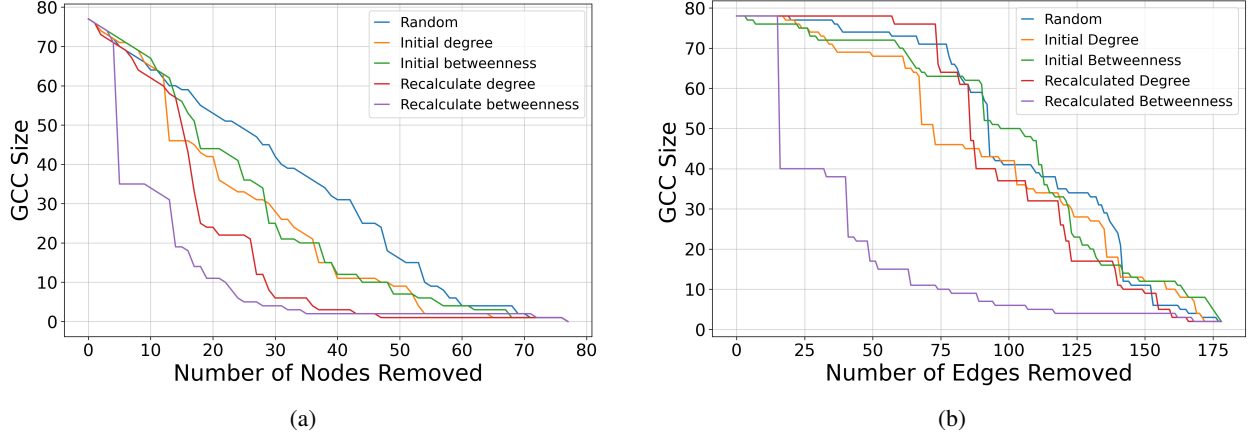 80
70
60
50
40
30
20
10
0
GCC Size
0 10 20 30 40 50 60 70 80
Number of Nodes Removed
Random
Initial degree
Initial betweenness
Recalculate degree
Recalculate betweenness
(a)
80
70
60
50
40
30
20
10
0
GCC Size
0 25 50 75 100 125 150 175
Number of Edges Removed
Random
Initial Degree
Initial Betweenness
Recalculated Degree
Recalculated Betweenness
(b)